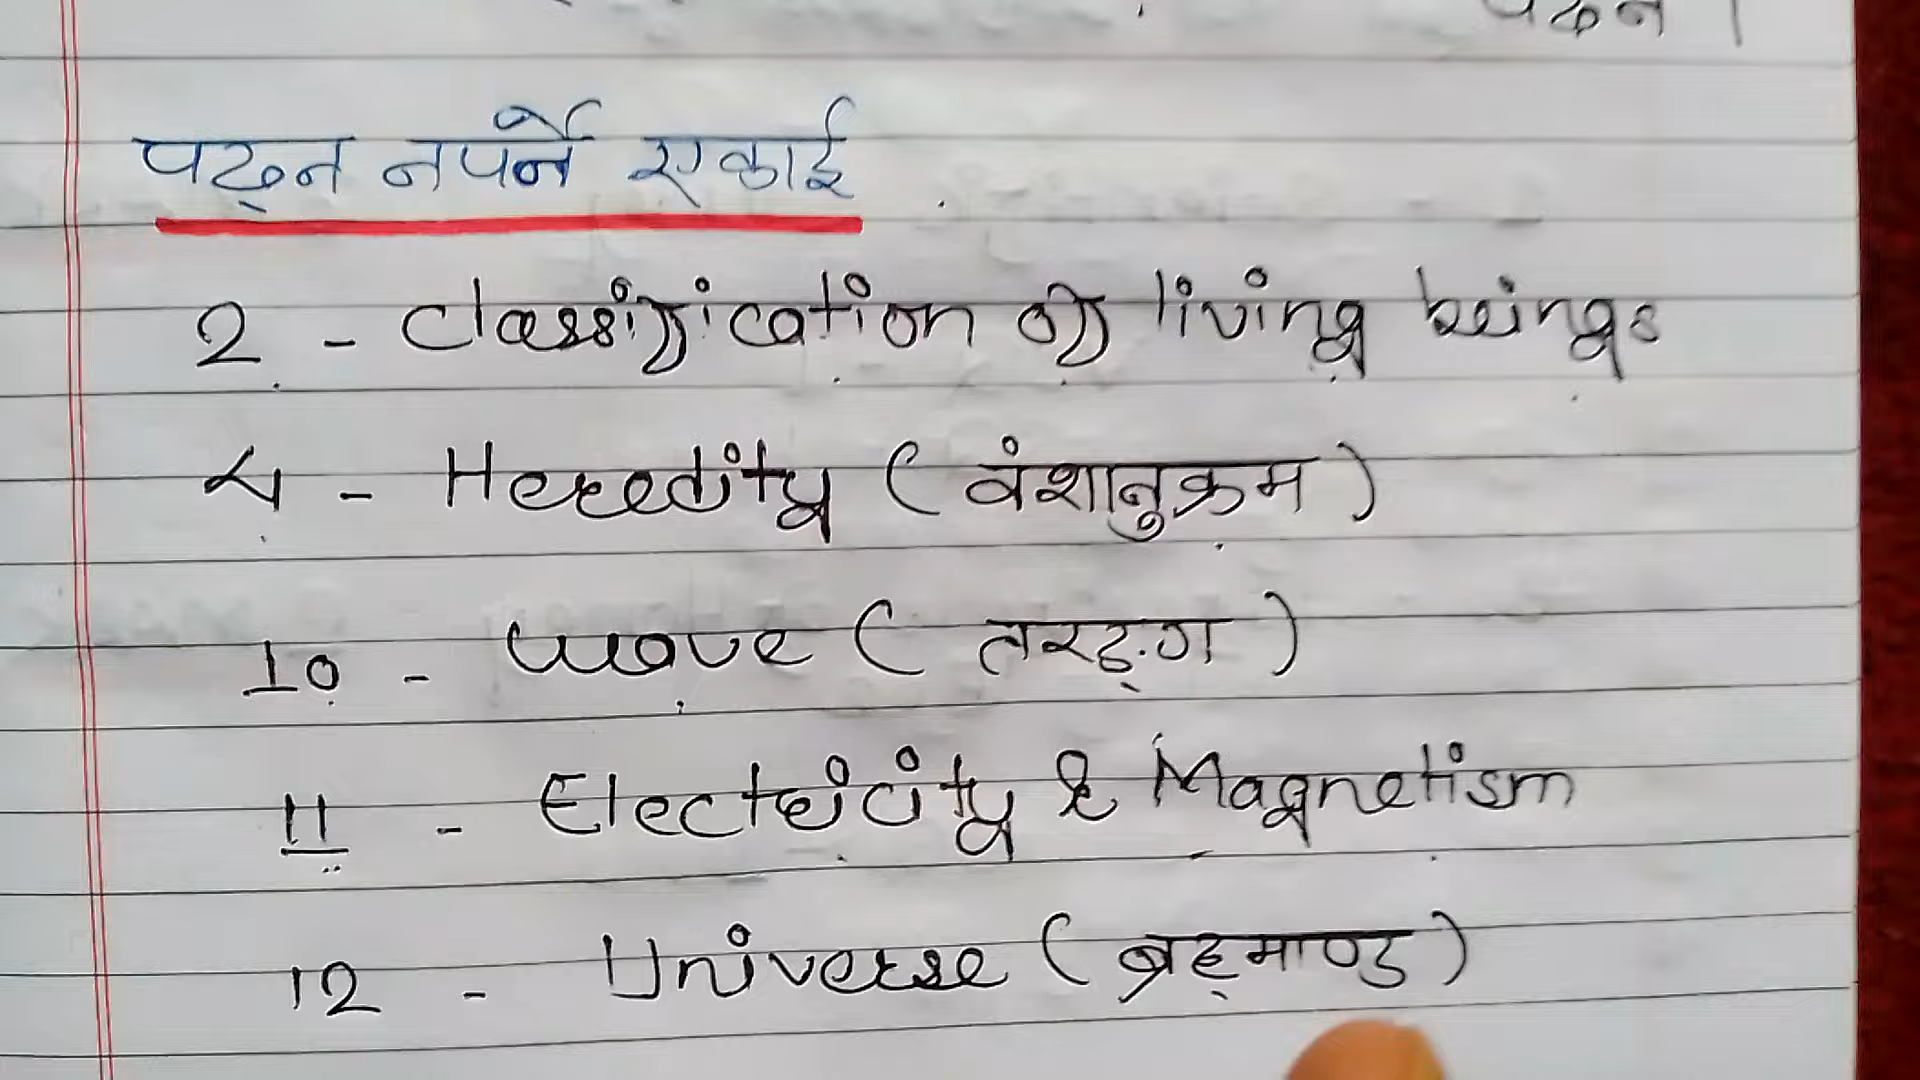 पढ्न नपर्ने एकाई
2 - Classification of living beings
4 - Heredity ( वंशानुक्रम )
10 - wave ( तरङ्ग )
11 - Electricity & Magnetism
12 - Universe ( ब्रह्माण्ड )